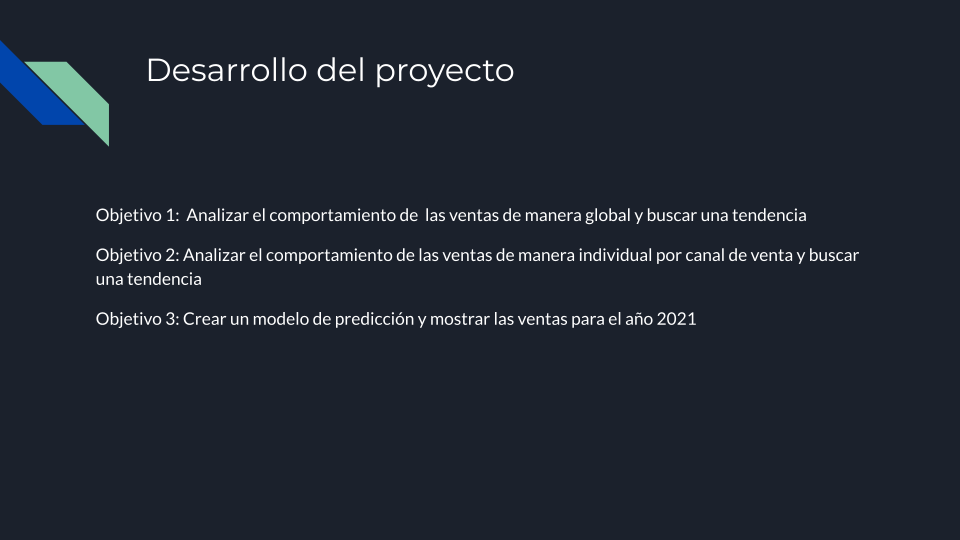 Desarrollo del proyecto
Objetivo 1:  Analizar el comportamiento de  las ventas de manera global y buscar una tendencia
Objetivo 2: Analizar el comportamiento de las ventas de manera individual por canal de venta y buscar
una tendencia
Objetivo 3: Crear un modelo de predicción y mostrar las ventas para el año 2021